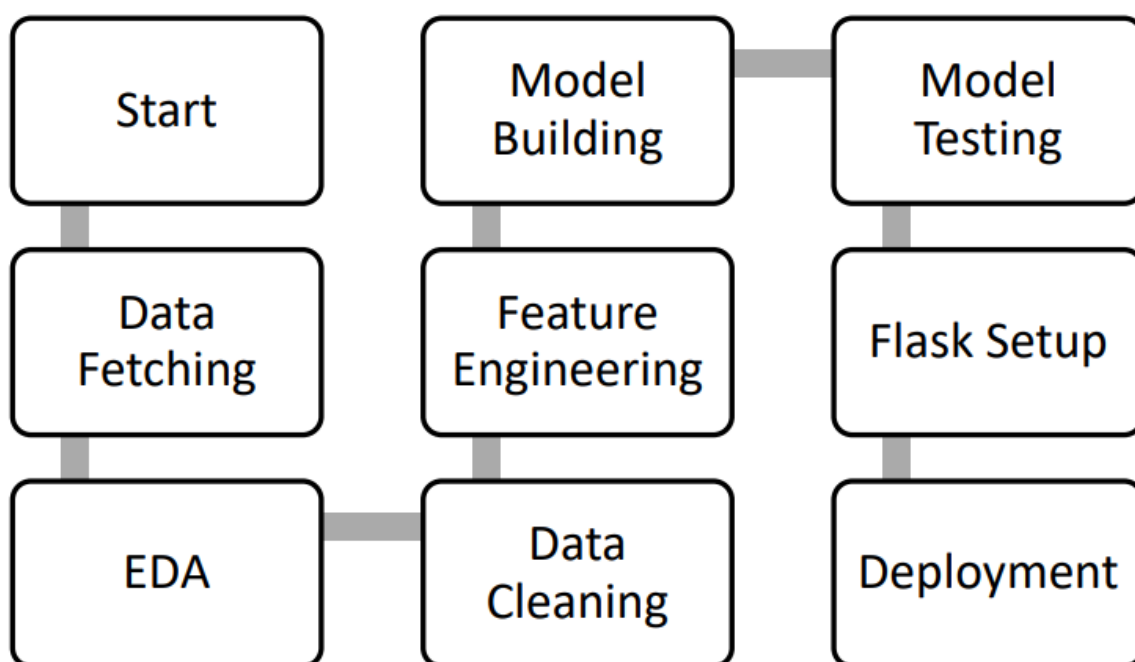 Start
Data
Fetching
EDA
Data
Cleaning
Feature
Engineering
Model
Building
Model
Testing
Flask Setup
Deployment